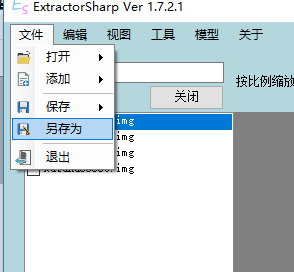 ExtractorSharp Ver 1.7.2.1
文件 编辑 视图 工具 模型 关于
打开
添加
按比例缩放
保存
关闭
另存为
img
img
img
退出
img